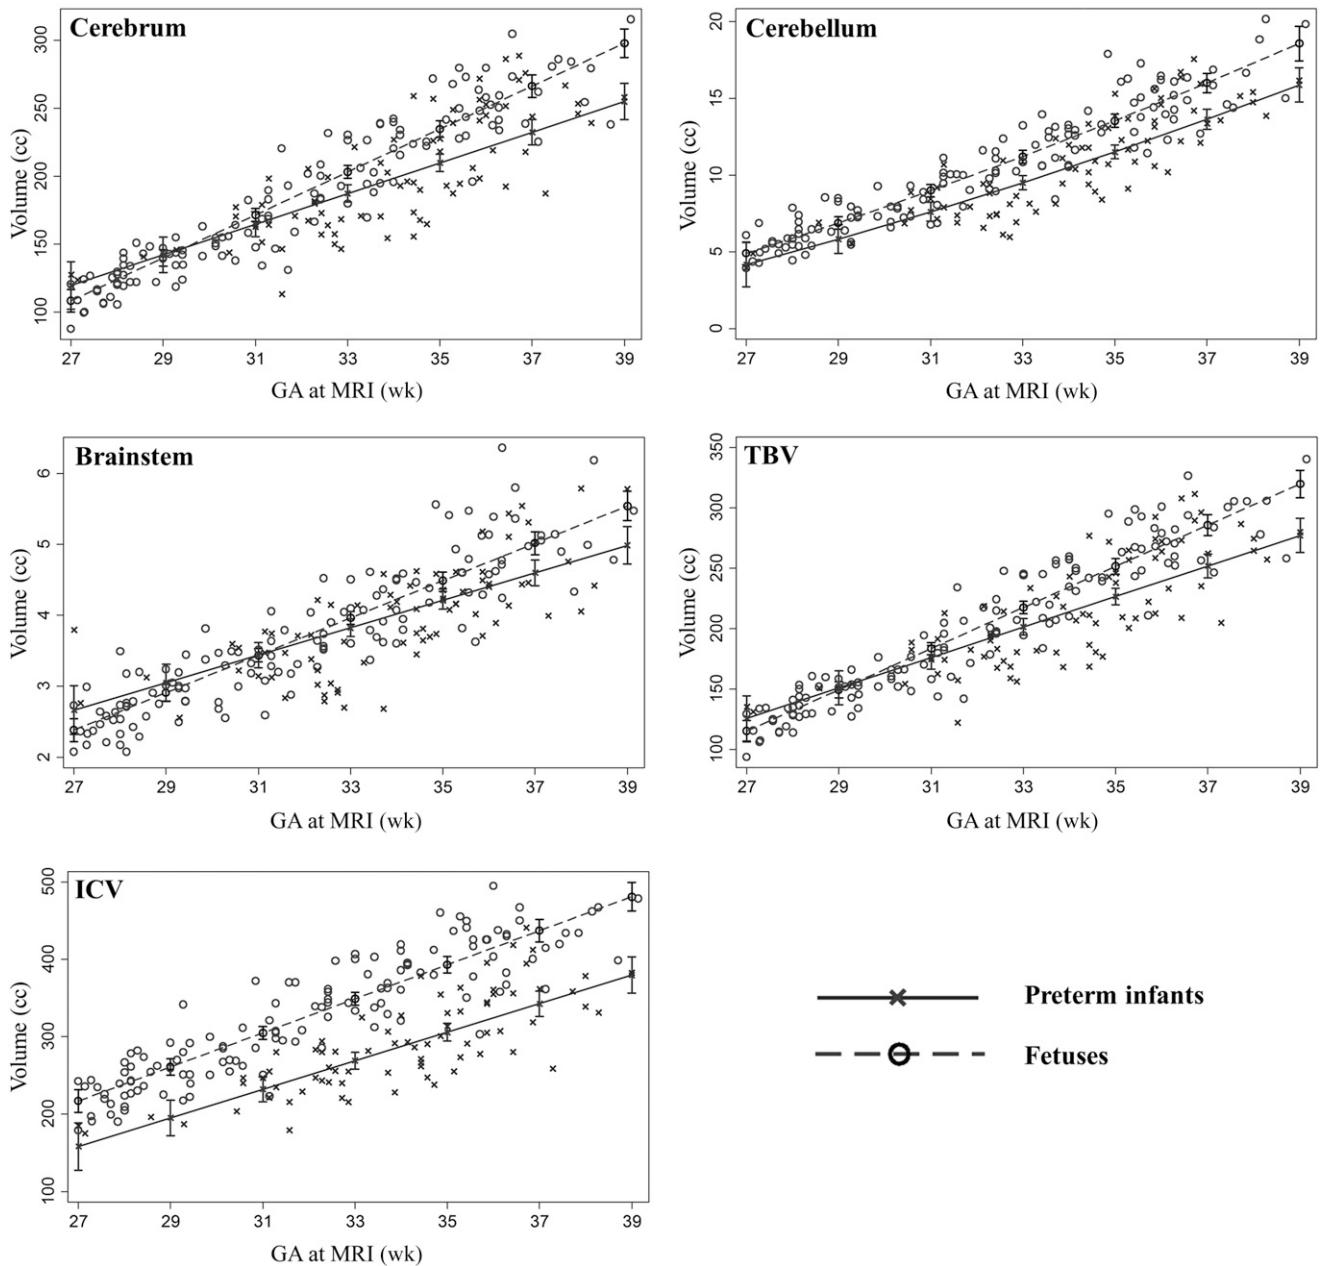 Cerebrum
300
250
200
150
100
Volume (cc)
27 29 31 33 35 37 39
GA at MRI (wk)
Cerebellum
20
15
10
5
0
Volume (cc)
27 29 31 33 35 37 39
GA at MRI (wk)
Brainstem
6
5
4
3
2
Volume (cc)
27 29 31 33 35 37 39
GA at MRI (wk)
TBV
350
300
250
200
150
100
Volume (cc)
27 29 31 33 35 37 39
GA at MRI (wk)
ICV
500
400
300
200
100
Volume (cc)
27 29 31 33 35 37 39
GA at MRI (wk)
Preterm infants
Fetuses